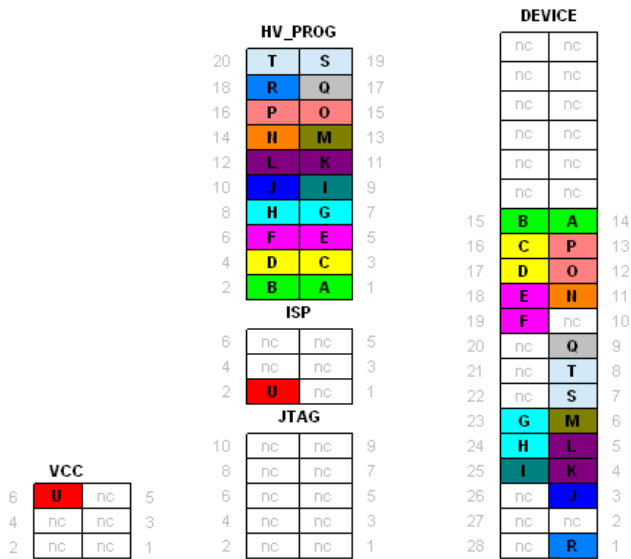 DEVICE
HV_PROG
nc nc
20 T S 19
nc nc
18 R Q 17
nc nc
16 P O 15
nc nc
14 N M 13
nc nc
12 L K 11
nc nc
10 J I 9
8 H G 7
15 B A 14
6 F E 5
16 C P 13
4 D C 3
17 D O 12
2 B A 1
18 E N 11
ISP
19 F nc 10
6 nc nc 5
20 nc Q 9
4 nc nc 3
21 nc T 8
2 U nc 1
22 nc S 7
JTAG
23 G M 6
10 nc nc 9
24 H L 5
VCC
8 nc nc 7
25 I K 4
6 U nc 5
6 nc nc 5
26 nc J 3
4 nc nc 3
4 nc nc 3
27 nc nc 2
2 nc nc 1
2 nc nc 1
28 nc R 1